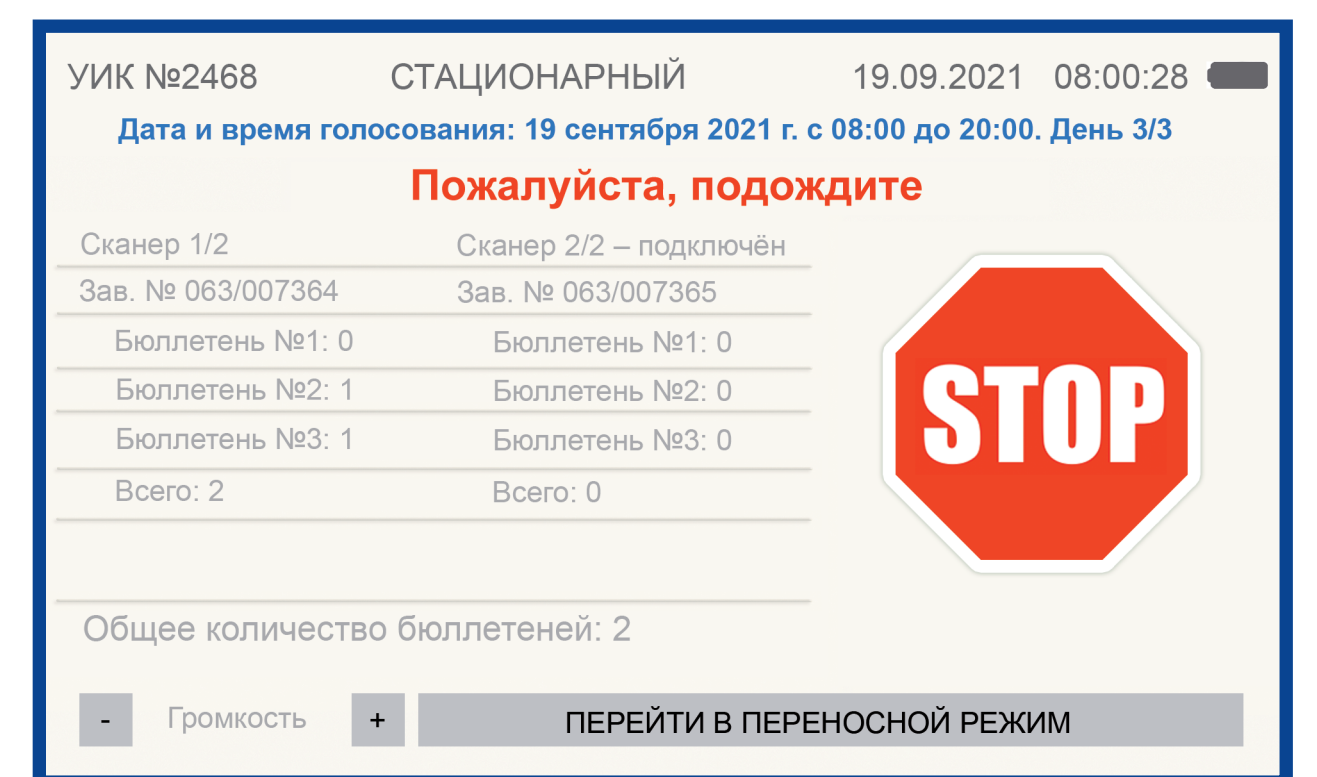 УИК №2468 СТАЦИОНАРНЫЙ 19.09.2021 08:00:28
Дата и время голосования: 19 сентября 2021 г. с 08:00 до 20:00. День 3/3
Пожалуйста, подождите
Сканер 1/2 Сканер 2/2 – подключён
Зав. № 063/007364 Зав. № 063/007365
Бюллетень №1: 0 Бюллетень №1: 0
Бюллетень №2: 1 Бюллетень №2: 0
Бюллетень №3: 1 Бюллетень №3: 0
Всего: 2 Всего: 0
STOP
Общее количество бюллетеней: 2
- Громкость + ПЕРЕЙТИ В ПЕРЕНОСНОЙ РЕЖИМ